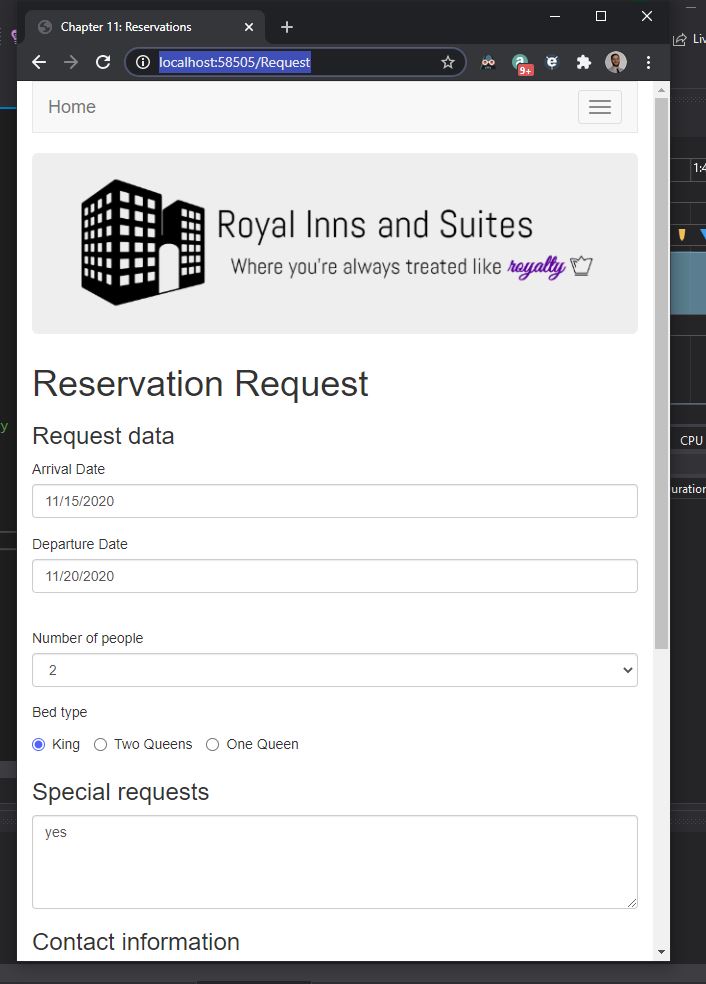 Chapter 11: Reservations
Liv
localhost:58505/Request
9+
Home
1:4
Royal Inns and Suites
Where you're always treated like royalty
Reservation Request
y
Request data
CPU
Arrival Date
uration
11/15/2020
Departure Date
11/20/2020
Number of people
2
Bed type
King Two Queens One Queen
Special requests
yes
Contact information